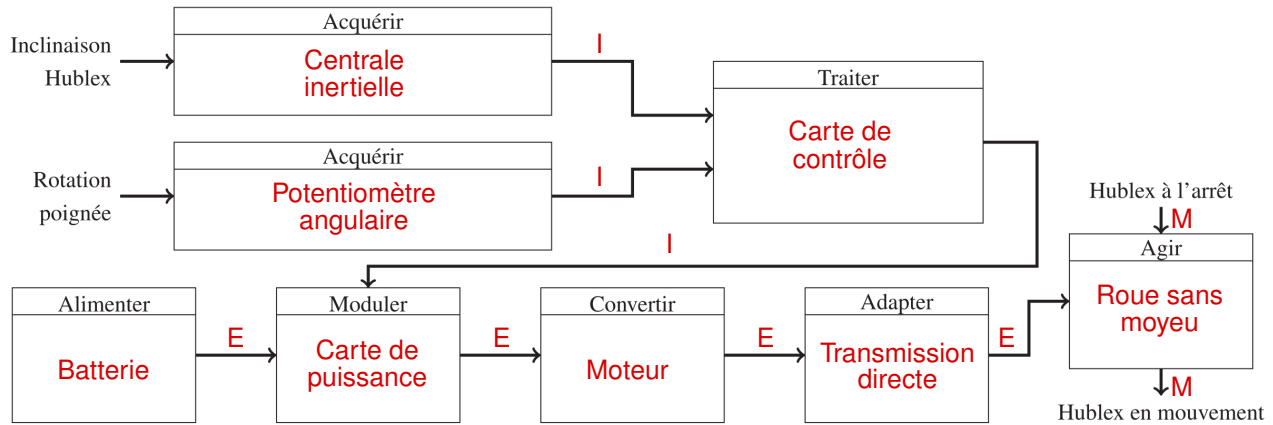 Acquérir
Inclinaison
Hublex
Centrale
inertielle
I
Traiter
Carte de
contrôle
Acquérir
Rotation
poignée
Potentiomètre
angulaire
I
I
Hublex à l'arrêt
M
Agir
Roue sans
moyeu
M
Hublex en mouvement
Alimenter
Batterie
E
Moduler
Carte de
puissance
E
Convertir
Moteur
E
Adapter
Transmission
directe
E